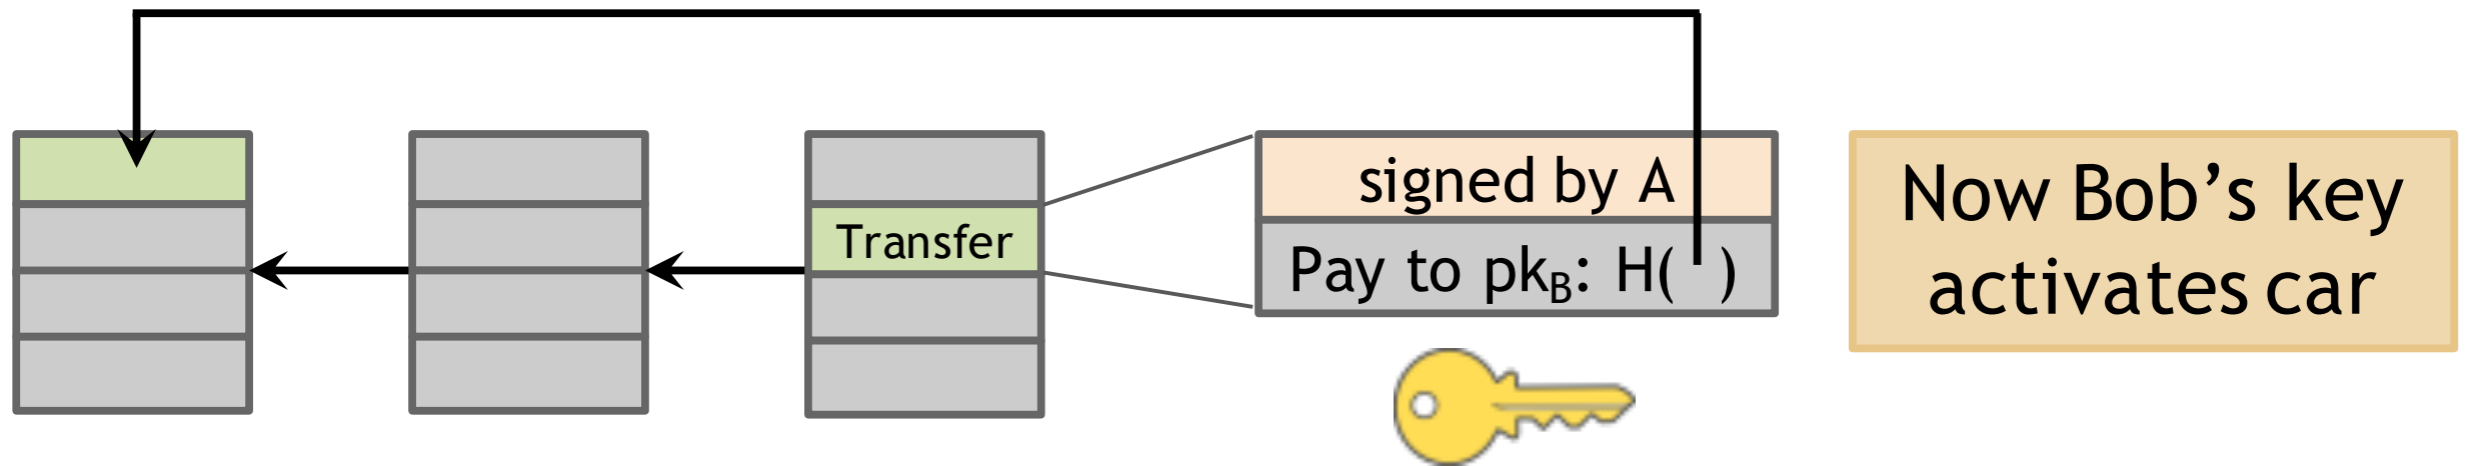 Transfer
signed by A
Pay to pkB: H( )
Now Bob’s key
activates car